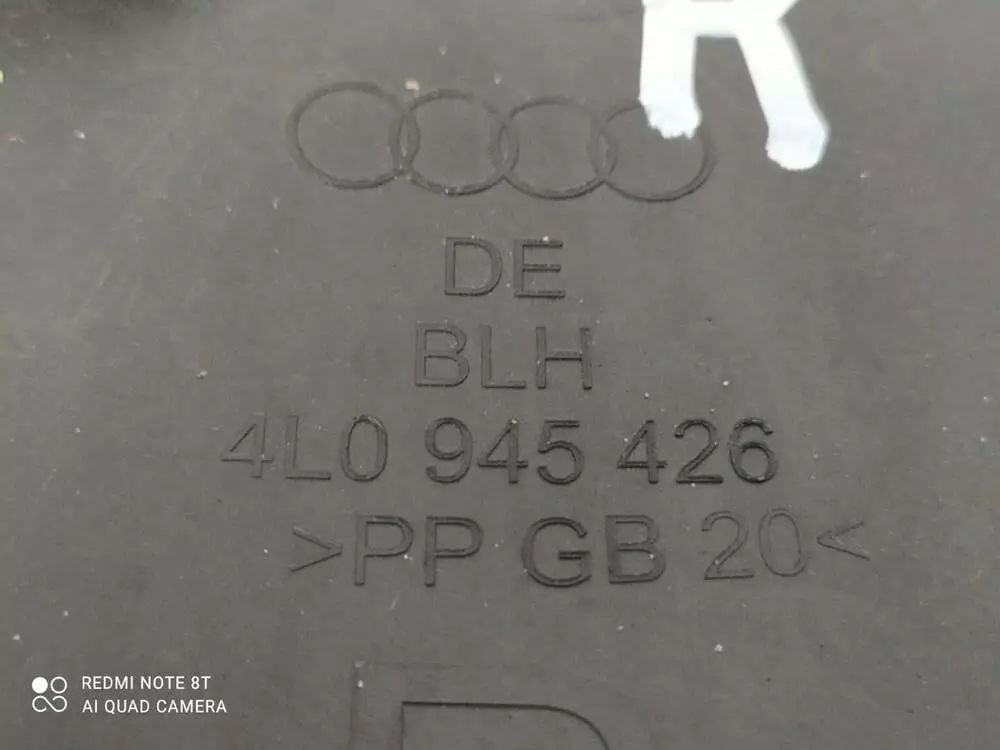 R
DE
BLH
4L0 945 426
>PP GB 20<
REDMI NOTE 8T
AI QUAD CAMERA